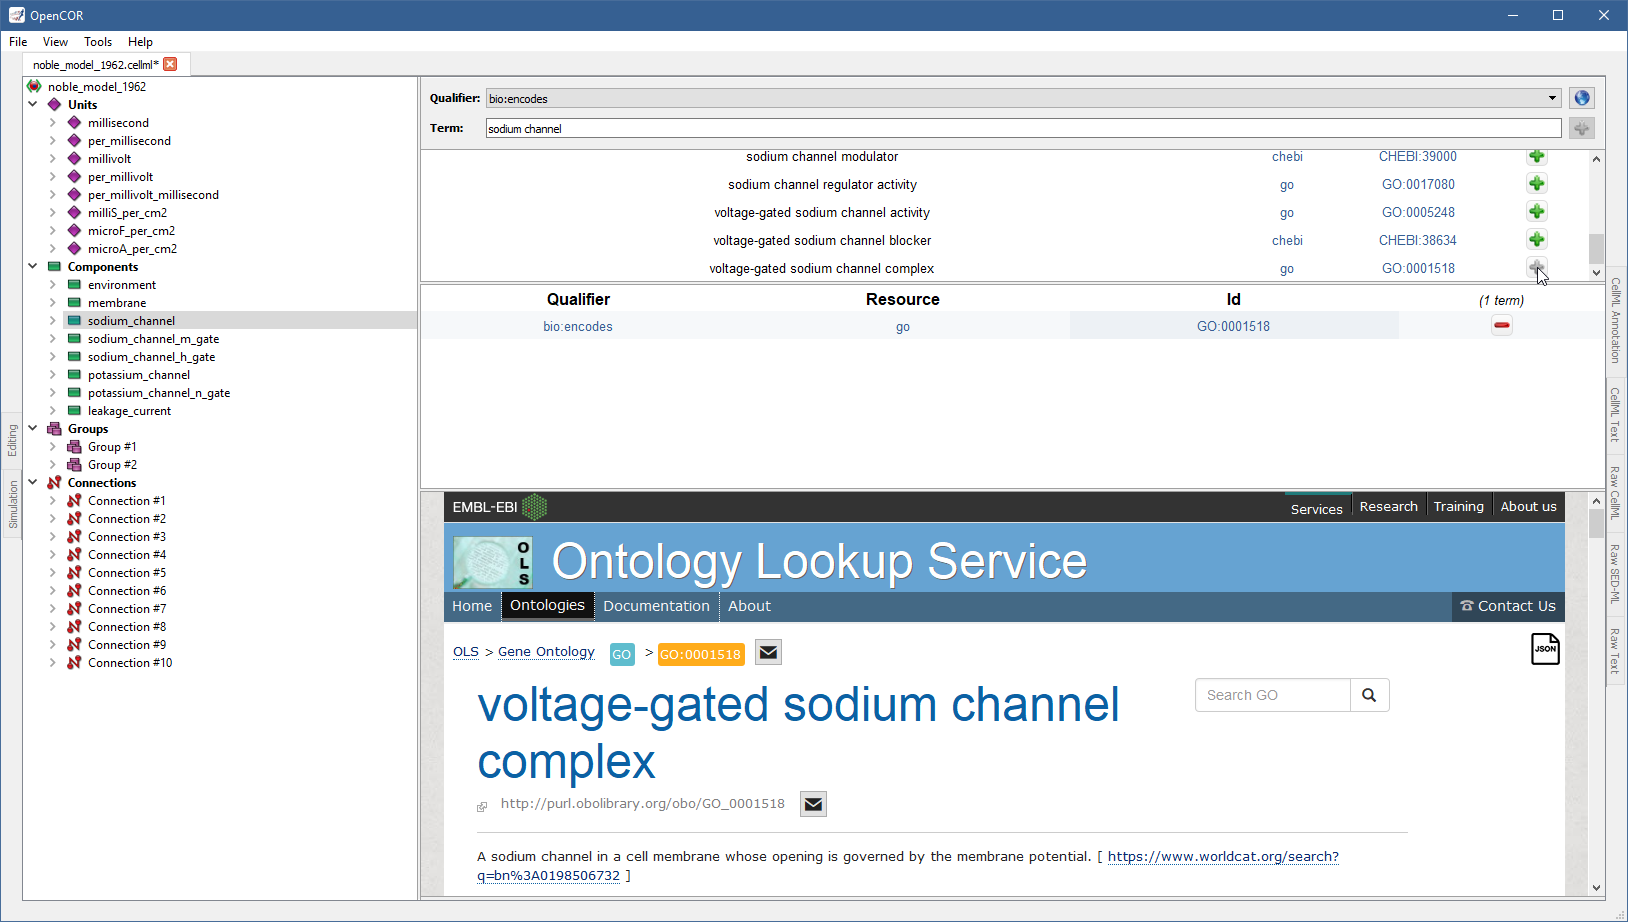 OpenCOR
File View Tools Help
noble_model_1962.cellml*
noble_model_1962
Units
millisecond
per_millisecond
millivolt
per_millivolt
per_millivolt_millisecond
milliS_per_cm2
microF_per_cm2
microA_per_cm2
Components
environment
membrane
sodium_channel
sodium_channel_m_gate
sodium_channel_h_gate
potassium_channel
potassium_channel_n_gate
leakage_current
Groups
Group #1
Group #2
Connections
Connection #1
Connection #2
Connection #3
Connection #4
Connection #5
Connection #6
Connection #7
Connection #8
Connection #9
Connection #10
Editing
Simulation
Qualifier: bio:encodes
Term: sodium channel
sodium channel modulator chebi CHEBI:39000
sodium channel regulator activity go GO:0017080
voltage-gated sodium channel activity go GO:0005248
voltage-gated sodium channel blocker chebi CHEBI:38634
voltage-gated sodium channel complex go GO:0001518
Qualifier Resource Id (1 term)
bio:encodes go GO:0001518
EMBL-EBI Services Research Training About us
OLS Ontology Lookup Service
Home Ontologies Documentation About Contact Us
OLS > Gene Ontology GO > GO:0001518
JSON
voltage-gated sodium channel
complex
Search GO
http://purl.obolibrary.org/obo/GO_0001518
A sodium channel in a cell membrane whose opening is governed by the membrane potential. [ https://www.worldcat.org/search?
q=bn%3A0198506732 ]
CellML Annotation
CellML Text
Raw CellML
Raw SED-ML
Raw Text